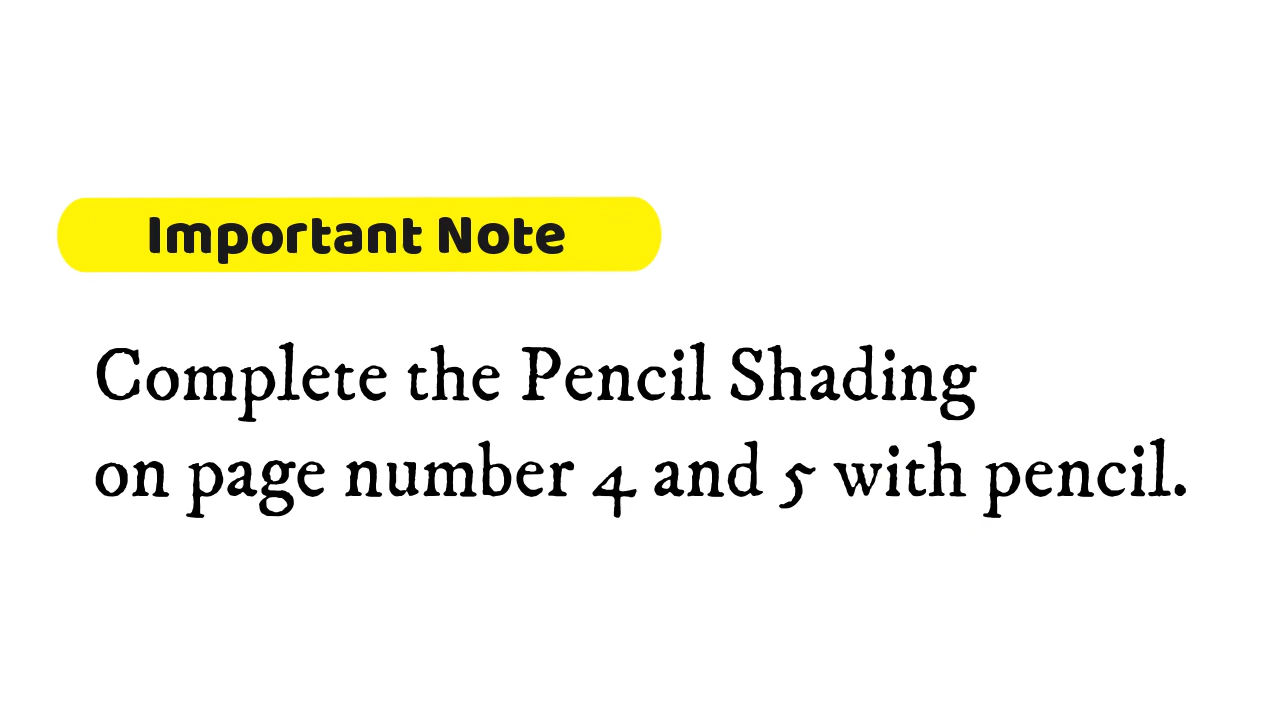 Important Note
Complete the Pencil Shading
on page number 4 and 5 with pencil.